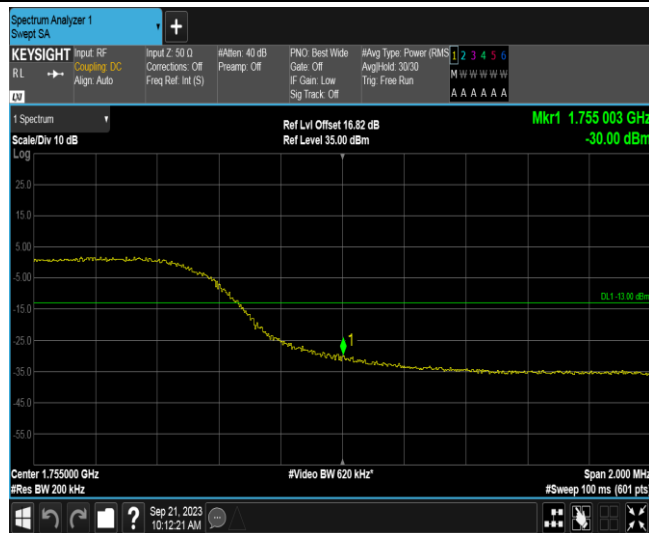 Spectrum Analyzer 1
Swept SA
+
KEYSIGHT
RL
LXI
Input: RF
Coupling: DC
Align: Auto
Input Z: 50 Ω
Corrections: Off
Freq Ref: Int (S)
#Atten: 40 dB
Preamp: Off
PNO: Best Wide
Gate: Off
IF Gain: Low
Sig Track: Off
#Avg Type: Power (RMS
Avg|Hold: 30/30
Trig: Free Run
1 2 3 4 5 6
M W W W W W
A A A A A A
1 Spectrum
Scale/Div 10 dB
Ref Lvl Offset 16.82 dB
Ref Level 35.00 dBm
Mkr1 1.755 003 GHz
-30.00 dBm
Log
25.0
15.0
5.00
-5.00
DL1 -13.00 dBm
-15.0
-25.0
1
-35.0
-45.0
-55.0
Center 1.755000 GHz
#Video BW 620 kHz*
Span 2.000 MHz
#Res BW 200 kHz
#Sweep 100 ms (601 pts)
?
Sep 21, 2023
10:12:21 AM